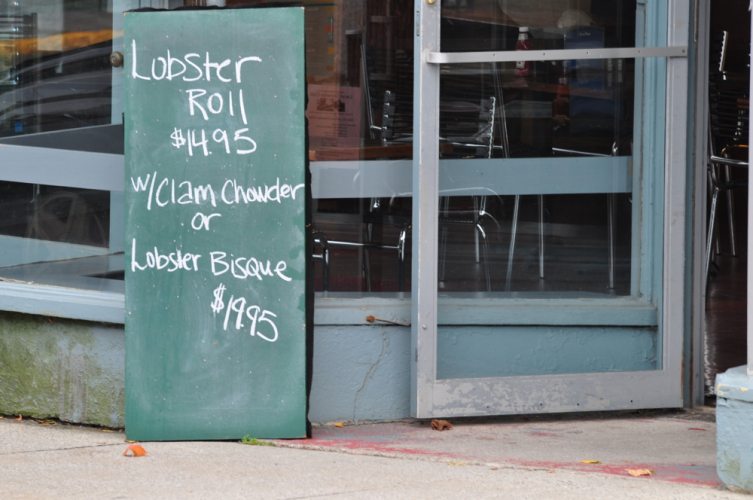 Lobster
Roll
$14.95
w/Clam Chowder
or
Lobster Bisque
$19.95